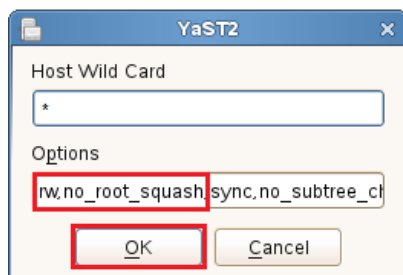 YaST2
Host Wild Card
*
Options
rw,no_root_squash,sync,no_subtree_ch
OK
Cancel